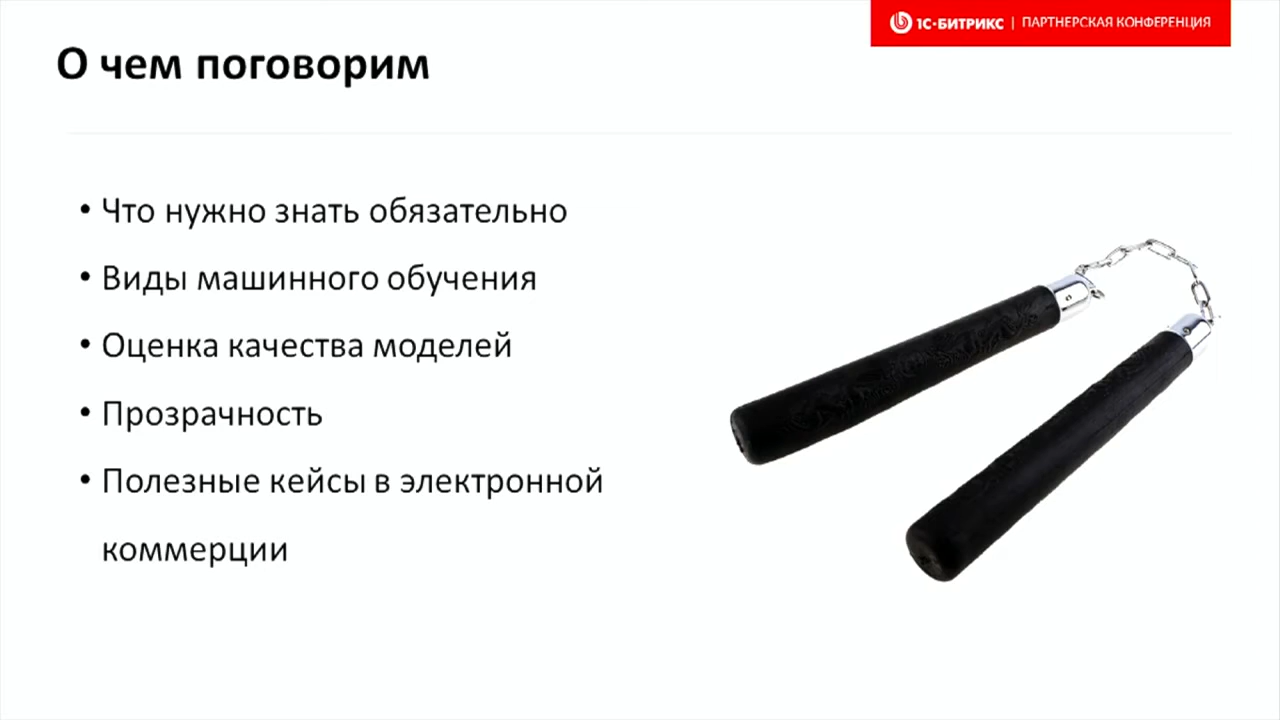 1С-БИТРИКС | ПАРТНЕРСКАЯ КОНФЕРЕНЦИЯ
О чем поговорим
• Что нужно знать обязательно
• Виды машинного обучения
• Оценка качества моделей
• Прозрачность
• Полезные кейсы в электронной
коммерции